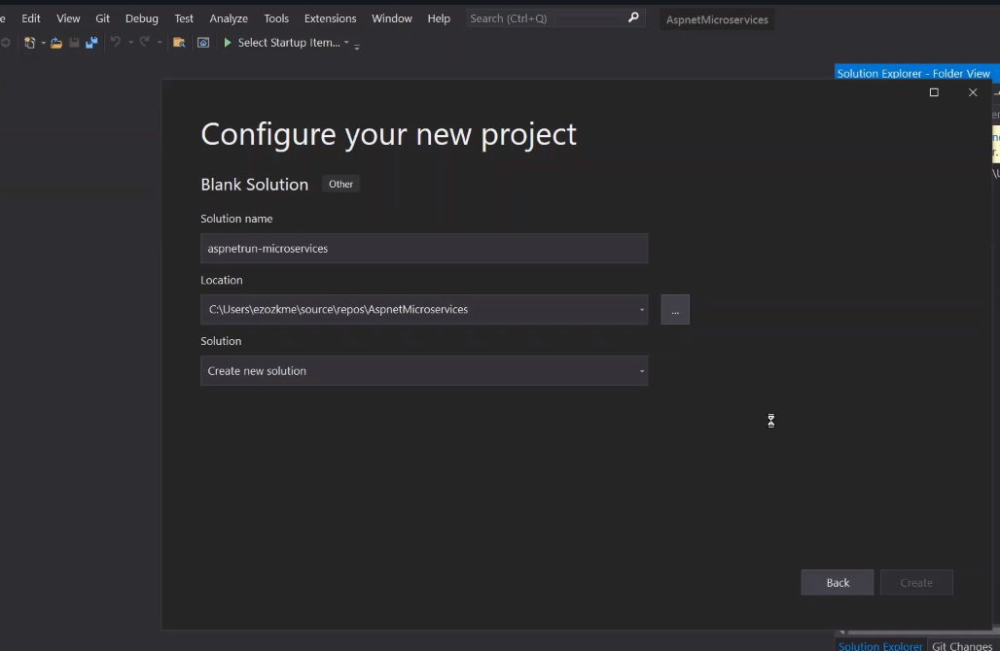 e Edit View Git Debug Test Analyze Tools Extensions Window Help Search (Ctrl+Q) AspnetMicroservices
Select Startup Item...
Solution Explorer - Folder View
Configure your new project
Blank Solution Other
Solution name
aspnetrun-microservices
Location
C:\Users\ezozkme\source\repos\AspnetMicroservices
...
Solution
Create new solution
Back Create
Solution Explorer Git Changes